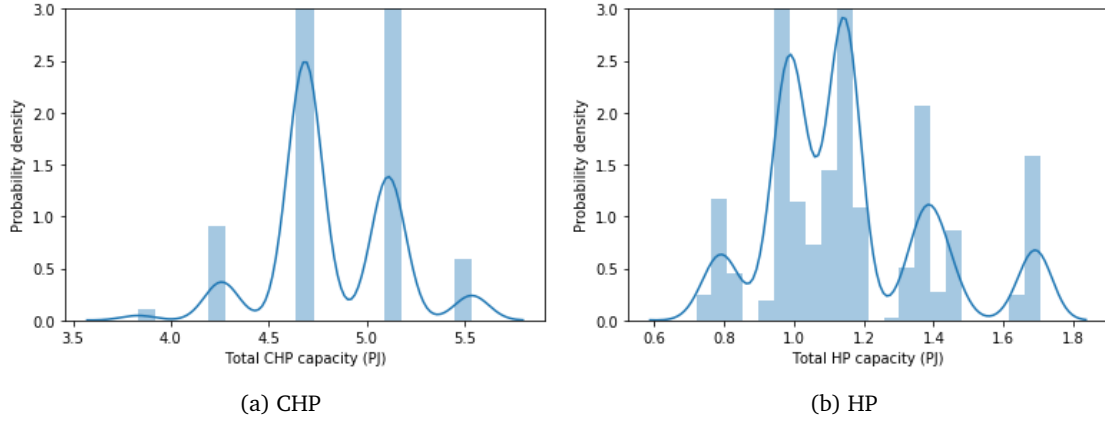 3.0
2.5
2.0
1.5
1.0
0.5
0.0
Probability density
3.5 4.0 4.5 5.0 5.5
Total CHP capacity (PJ)
(a) CHP
3.0
2.5
2.0
1.5
1.0
0.5
0.0
Probability density
0.6 0.8 1.0 1.2 1.4 1.6 1.8
Total HP capacity (PJ)
(b) HP